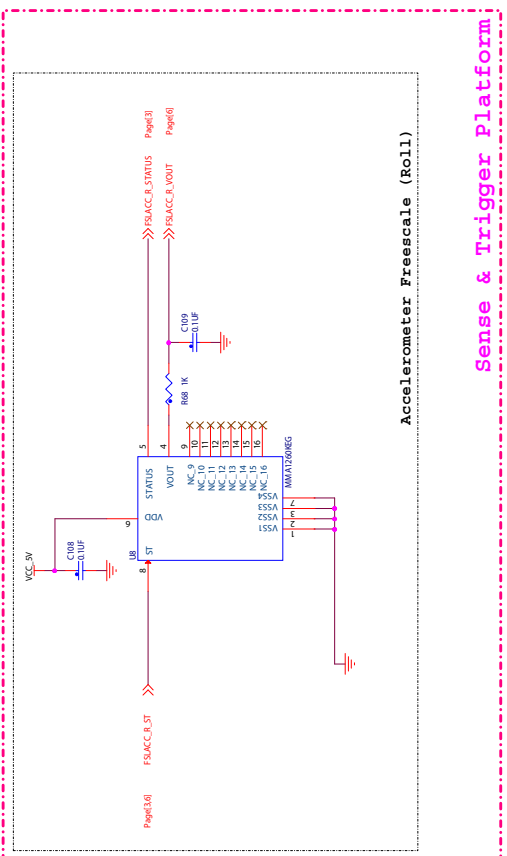 Sense & Trigger Platform
Accelerometer Freescale (Roll)
Page[3]
FSLACC_R_STATUS
Page[6]
FSLACC_R_VOUT
C109
0.1UF
R68 1K
5
4
9
10
11
12
13
14
15
16
STATUS
VOUT
NC_9
NC_10
NC_11
NC_12
NC_13
NC_14
NC_15
NC_16
MMA1260KEG
VDD
6
ST
8
U8
VSS4
VSS3
VSS2
VSS1
7
3
2
1
VCC_5V
C108
0.1UF
FSLACC_R_ST
Page[3,6]